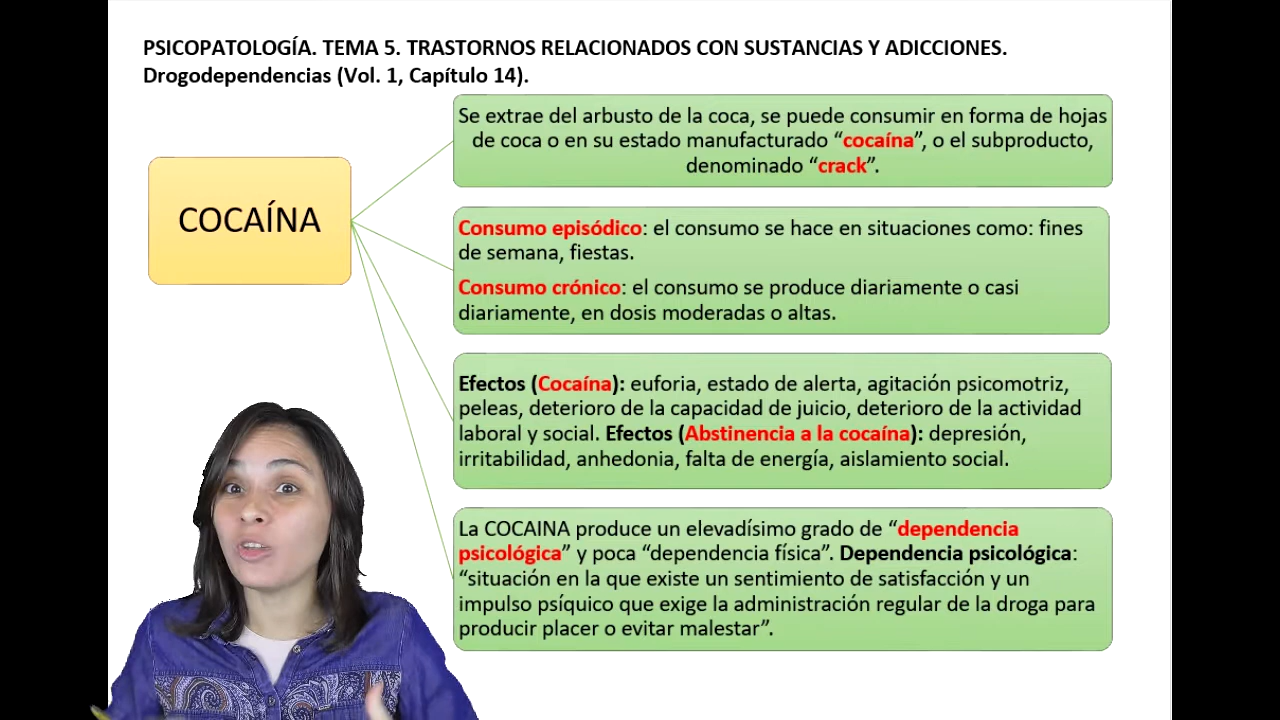 PSICOPATOLOGÍA. TEMA 5. TRASTORNOS RELACIONADOS CON SUSTANCIAS Y ADICCIONES.
Drogodependencias (Vol. 1, Capítulo 14).
COCAÍNA
Se extrae del arbusto de la coca, se puede consumir en forma de hojas
de coca o en su estado manufacturado “cocaína”, o el subproducto,
denominado “crack”.
Consumo episódico: el consumo se hace en situaciones como: fines
de semana, fiestas.
Consumo crónico: el consumo se produce diariamente o casi
diariamente, en dosis moderadas o altas.
Efectos (Cocaína): euforia, estado de alerta, agitación psicomotriz,
peleas, deterioro de la capacidad de juicio, deterioro de la actividad
laboral y social. Efectos (Abstinencia a la cocaína): depresión,
irritabilidad, anhedonia, falta de energía, aislamiento social.
La COCAINA produce un elevadísimo grado de “dependencia
psicológica” y poca “dependencia física”. Dependencia psicológica:
“situación en la que existe un sentimiento de satisfacción y un
impulso psíquico que exige la administración regular de la droga para
producir placer o evitar malestar”.